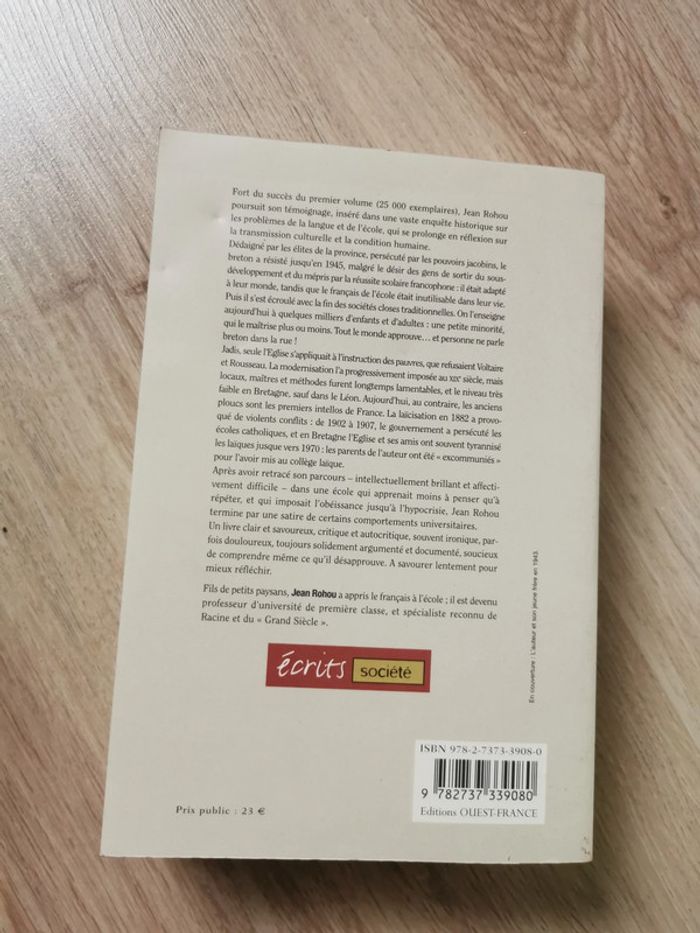 Fort du succès du premier volume (25 000 exemplaires), Jean Rohou
poursuit son témoignage, inséré dans une vaste enquête historique sur
les problèmes de la langue et de l'école, qui se prolonge en réflexion sur
la transmission culturelle et la condition humaine.
Dédaigné par les élites de la province, persécuté par les pouvoirs jacobins, le
breton a résisté jusqu'en 1945, malgré le désir des gens de sortir du sous-
développement et du mépris par la réussite scolaire francophone : il était adapté
à leur monde, tandis que le français de l'école était inutilisable dans leur vie.
Puis il s'est écroulé avec la fin des sociétés closes traditionnelles. On l'enseigne
aujourd'hui à quelques milliers d'enfants et d'adultes : une petite minorité,
qui le maîtrise plus ou moins. Tout le monde approuve... et personne ne parle
breton dans la rue !
Jadis, seule l'Eglise s'appliquait à l'instruction des pauvres, que refusaient Voltaire
et Rousseau. La modernisation l'a progressivement imposée au XIXe siècle, mais
locaux, maîtres et méthodes furent longtemps lamentables, et le niveau très
faible en Bretagne, sauf dans le Léon. Aujourd'hui, au contraire, les anciens
ploucs sont les premiers intellos de France. La laïcisation en 1882 a provo-
qué de violents conflits : de 1902 à 1907, le gouvernement a persécuté les
écoles catholiques, et en Bretagne l'Eglise et ses amis ont souvent tyrannisé
les laïques jusque vers 1970 : les parents de l'auteur ont été « excommuniés »
pour l'avoir mis au collège laïque.
Après avoir retracé son parcours – intellectuellement brillant et affecti-
vement difficile – dans une école qui apprenait moins à penser qu'à
répéter, et qui imposait l'obéissance jusqu'à l'hypocrisie, Jean Rohou
termine par une satire de certains comportements universitaires.
Un livre clair et savoureux, critique et autocritique, souvent ironique, par-
fois douloureux, toujours solidement argumenté et documenté, soucieux
de comprendre même ce qu'il désapprouve. A savourer lentement pour
mieux réfléchir.
Fils de petits paysans, Jean Rohou a appris le français à l'école ; il est devenu
professeur d'université de première classe, et spécialiste reconnu de
Racine et du « Grand Siècle ».
écrits société
En couverture : L'auteur et son jeune frère en 1943.
ISBN 978-2-7373-3908-0
9 782737 339080
Editions OUEST-FRANCE
Prix public : 23 €